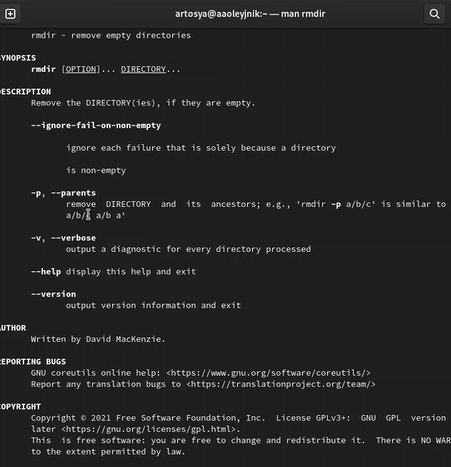 artosya@aaoleyjnik:~ — man rmdir
rmdir - remove empty directories
SYNOPSIS
rmdir [OPTION]... DIRECTORY...
DESCRIPTION
Remove the DIRECTORY(ies), if they are empty.
--ignore-fail-on-non-empty
ignore each failure that is solely because a directory
is non-empty
-p, --parents
remove DIRECTORY and its ancestors; e.g., 'rmdir -p a/b/c' is similar to
a/b/ a/b a'
-v, --verbose
output a diagnostic for every directory processed
--help display this help and exit
--version
output version information and exit
AUTHOR
Written by David MacKenzie.
REPORTING BUGS
GNU coreutils online help: <https://www.gnu.org/software/coreutils/>
Report any translation bugs to <https://translationproject.org/team/>
COPYRIGHT
Copyright © 2021 Free Software Foundation, Inc. License GPLv3+: GNU GPL version
later <https://gnu.org/licenses/gpl.html>.
This is free software: you are free to change and redistribute it. There is NO WAR
to the extent permitted by law.